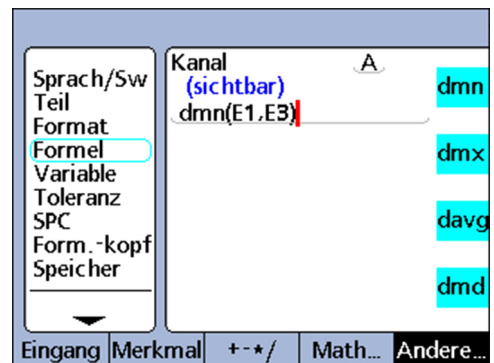 Sprach/Sw
Teil
Format
Formel
Variable
Toleranz
SPC
Form.-kopf
Speicher
Kanal A
(sichtbar)
dmn(E1,E3)
dmn
dmx
davg
dmd
Eingang Merkmal +-*/ Math... Andere...